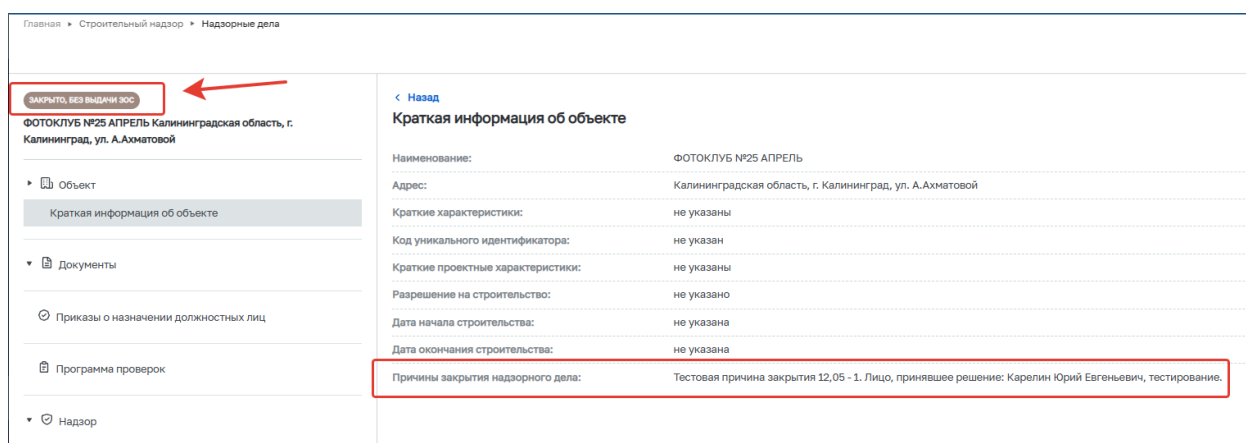 Главная ▸ Строительный надзор ▸ Надзорные дела
ЗАКРЫТО, БЕЗ ВЫДАЧИ ЗОС
ФОТОКЛУБ №25 АПРЕЛЬ Калининградская область, г.
Калининград, ул. А.Ахматовой
Объект
Краткая информация об объекте
Документы
Приказы о назначении должностных лиц
Программа проверок
Надзор
Назад
Краткая информация об объекте
Наименование: ФОТОКЛУБ №25 АПРЕЛЬ
Адрес: Калининградская область, г. Калининград, ул. А.Ахматовой
Краткие характеристики: не указаны
Код уникального идентификатора: не указан
Краткие проектные характеристики: не указаны
Разрешение на строительство: не указано
Дата начала строительства: не указана
Дата окончания строительства: не указана
Причины закрытия надзорного дела: Тестовая причина закрытия 12,05 - 1. Лицо, принявшее решение: Карелин Юрий Евгеньевич, тестирование.